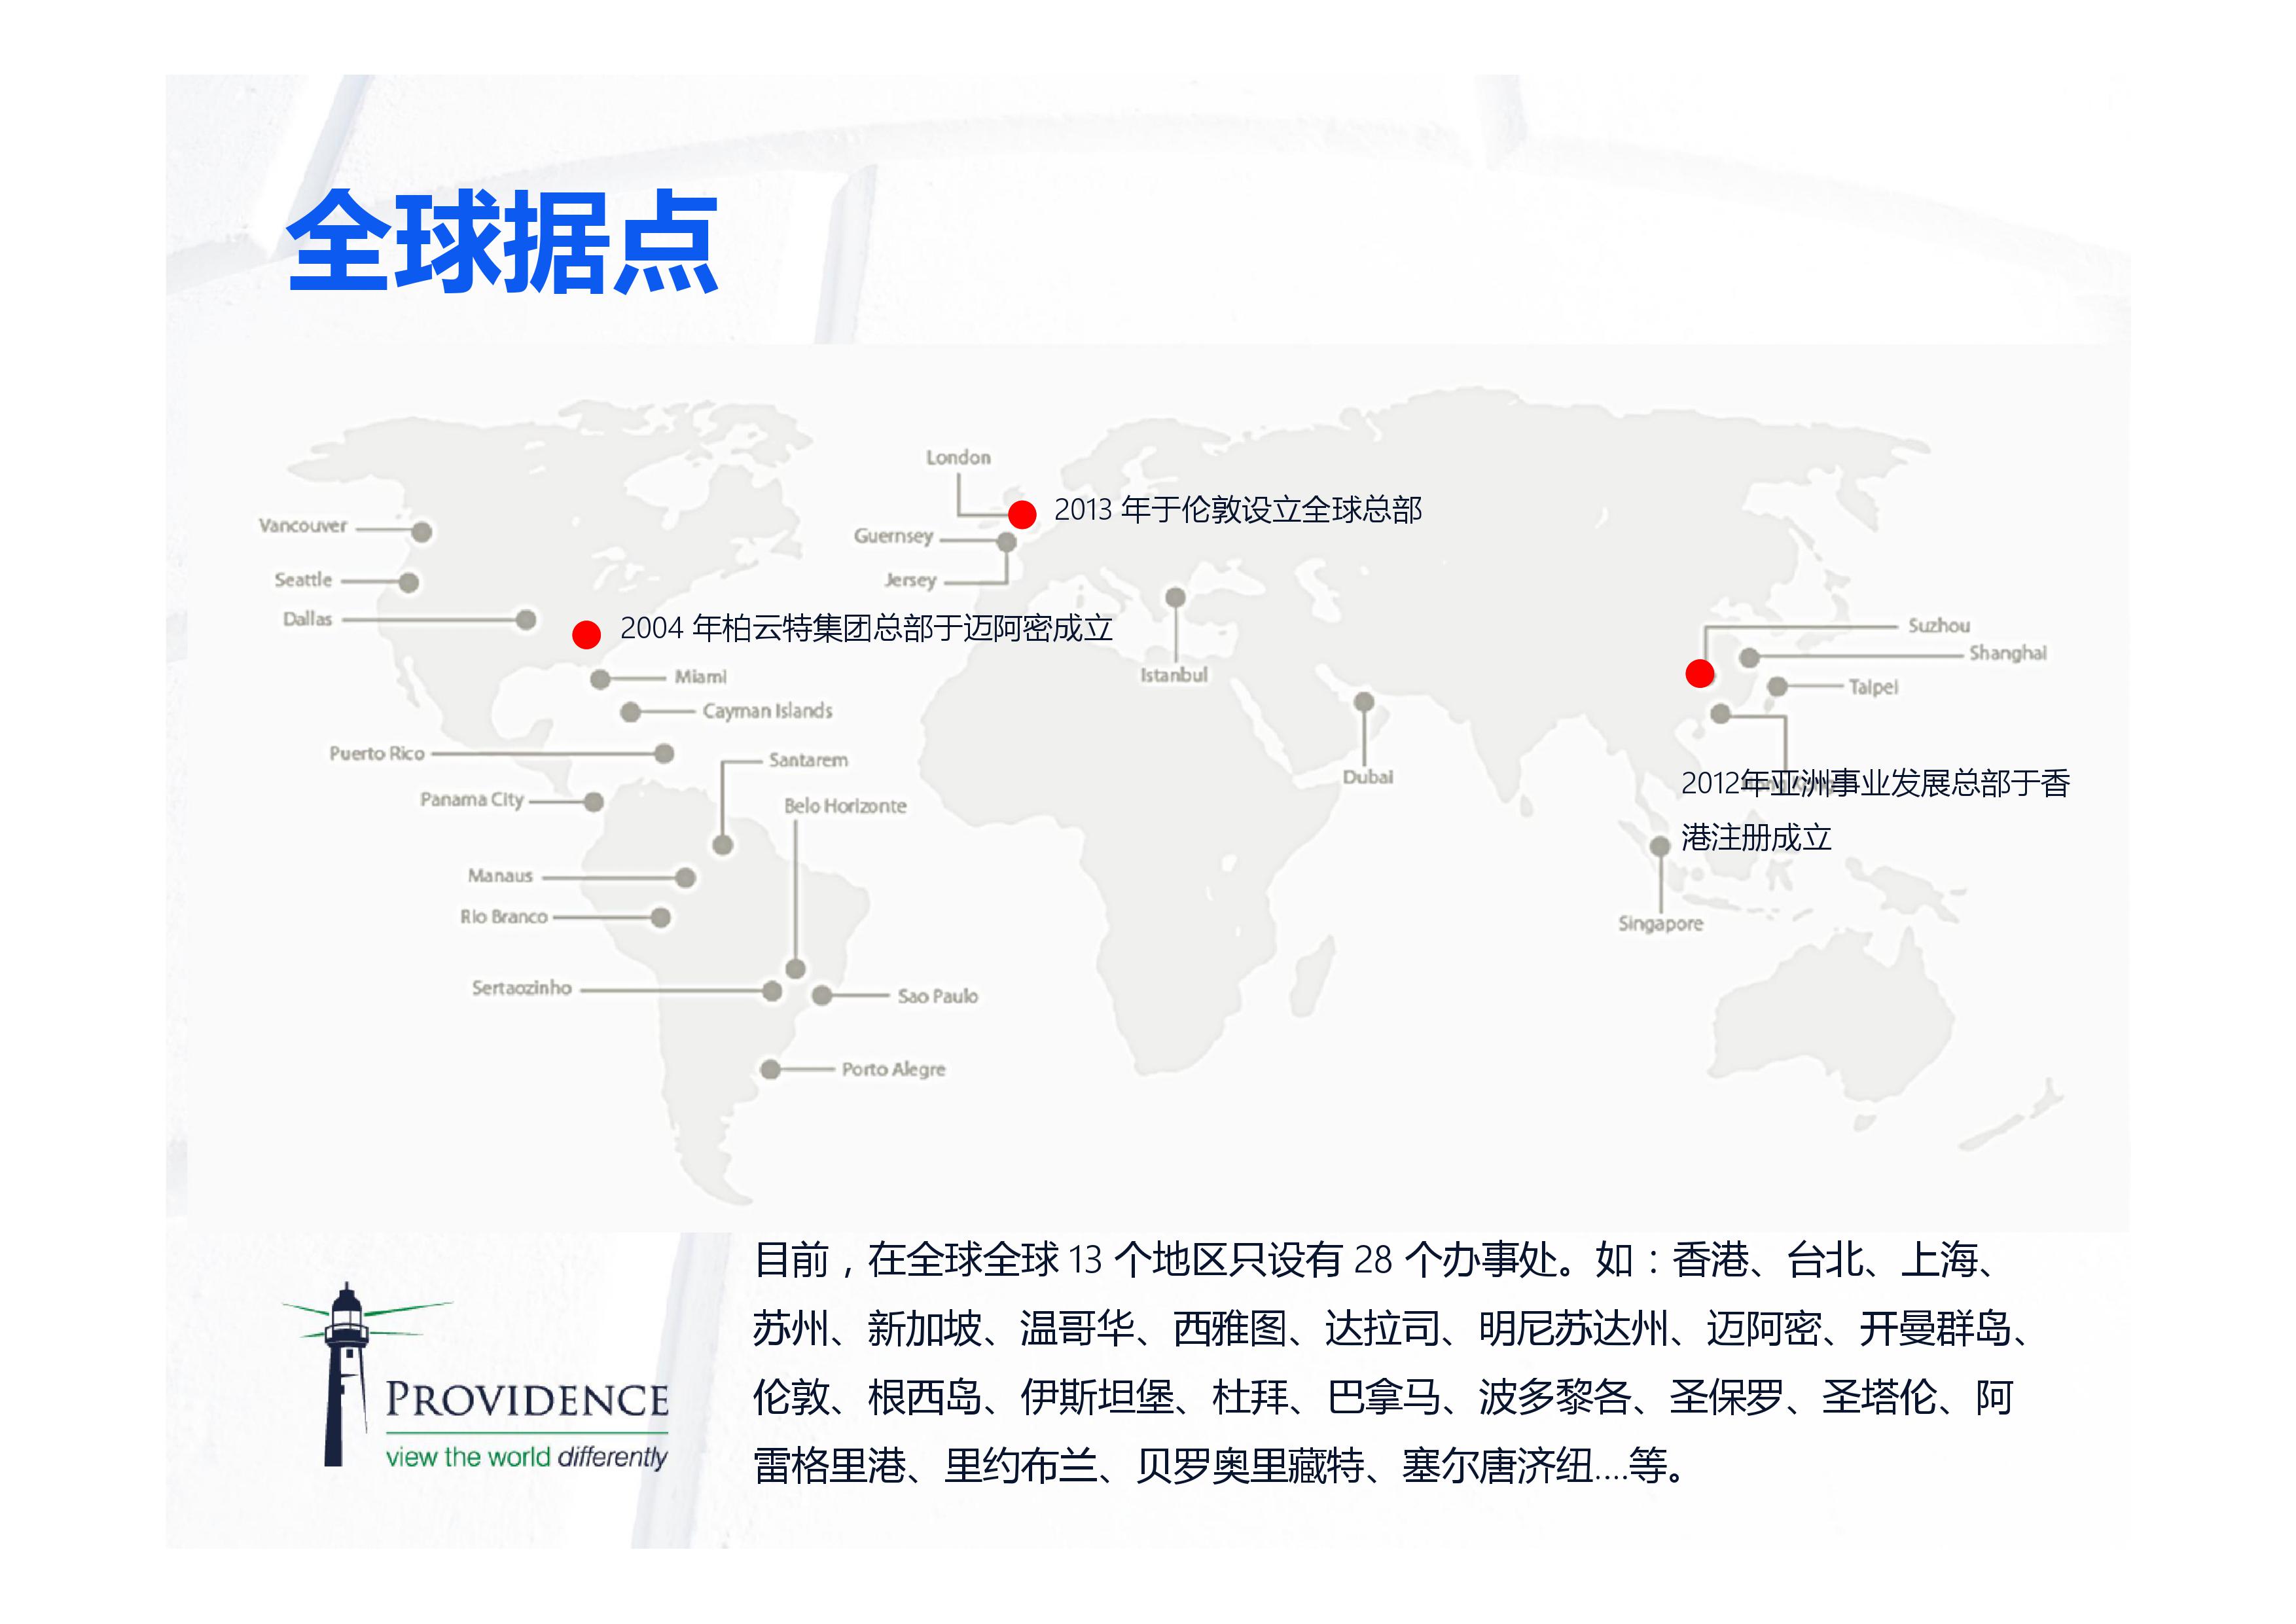 全球据点
London
2013 年于伦敦设立全球总部
Vancouver
Guernsey
Seattle
Jersey
Dallas
2004 年柏云特集团总部于迈阿密成立
Suzhou
Shanghai
Istanbul
Miami
Taipei
Cayman Islands
Puerto Rico
Santarem
Dubai
2012年亚洲事业发展总部于香
港注册成立
Panama City
Belo Horizonte
Manaus
Rio Branco
Singapore
Sertaozinho
Sao Paulo
Porto Alegre
目前，在全球全球 13 个地区只设有 28 个办事处。如：香港、台北、上海、
苏州、新加坡、温哥华、西雅图、达拉司、明尼苏达州、迈阿密、开曼群岛、
伦敦、根西岛、伊斯坦堡、杜拜、巴拿马、波多黎各、圣保罗、圣塔伦、阿
雷格里港、里约布兰、贝罗奥里藏特、塞尔唐济纽....等。
PROVIDENCE
view the world differently